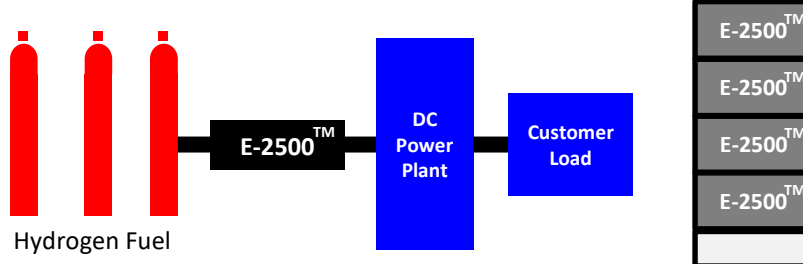 E-2500™
DC
Power
Plant
Customer
Load
Hydrogen Fuel
E-2500™
E-2500™
E-2500™
E-2500™